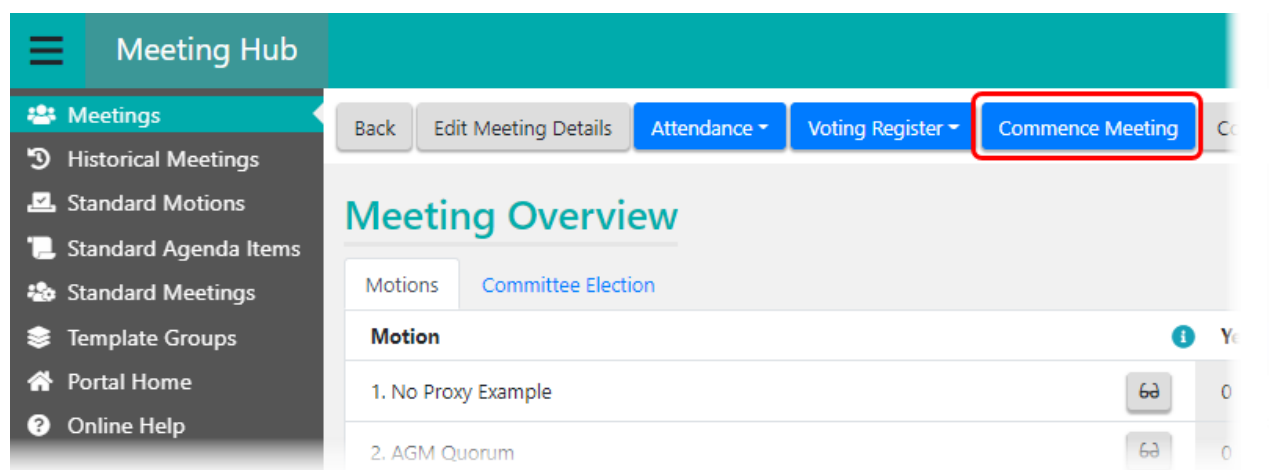 Meeting Hub
Meetings
Historical Meetings
Standard Motions
Standard Agenda Items
Standard Meetings
Template Groups
Portal Home
Online Help
Back Edit Meeting Details Attendance Voting Register Commence Meeting
Meeting Overview
Motions Committee Election
Motion
1. No Proxy Example 0
2. AGM Quorum 0